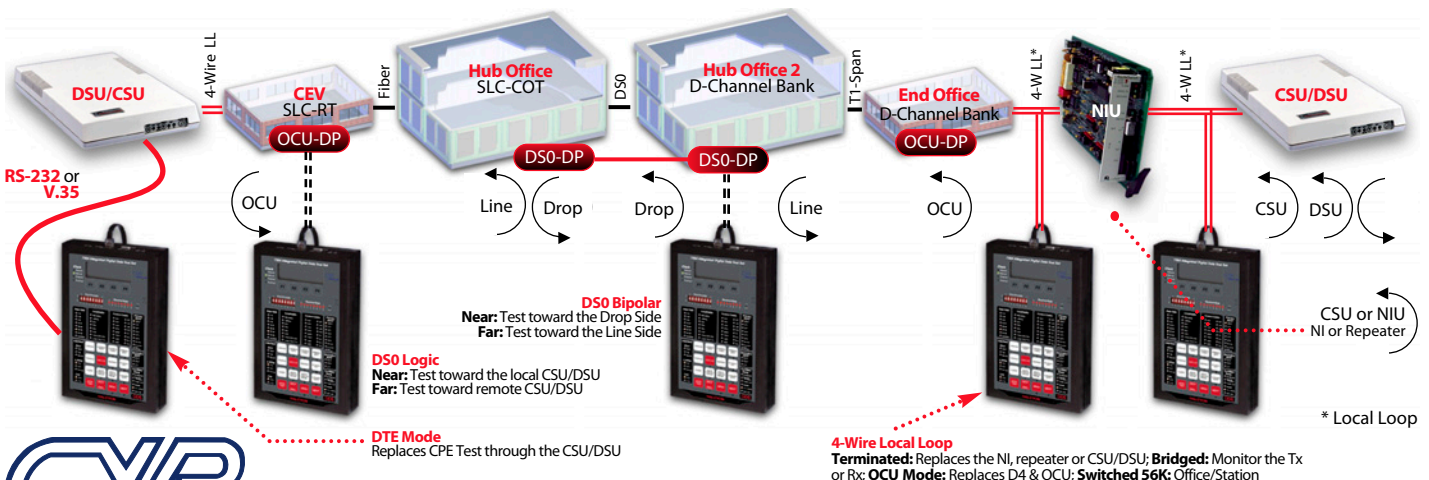 DSU/CSU
4-Wire LL
CEV
SLC-RT
OCU-DP
Fiber
Hub Office
SLC-COT
DS0-DP
DS0
Hub Office 2
D-Channel Bank
DS0-DP
T1-Span
End Office
D-Channel Bank
OCU-DP
4-W LL*
NIU
4-W LL*
CSU/DSU
RS-232 or
V.35
OCU
Line
Drop
Drop
Line
OCU
CSU
DSU
CSU or NIU
NI or Repeater
DS0 Bipolar
Near: Test toward the Drop Side
Far: Test toward the Line Side
DS0 Logic
Near: Test toward the local CSU/DSU
Far: Test toward remote CSU/DSU
DTE Mode
Replaces CPE Test through the CSU/DSU
* Local Loop
4-Wire Local Loop
Terminated: Replaces the NI, repeater or CSU/DSU; Bridged: Monitor the Tx
or Rx; OCU Mode: Replaces D4 & OCU; Switched 56K: Office/Station